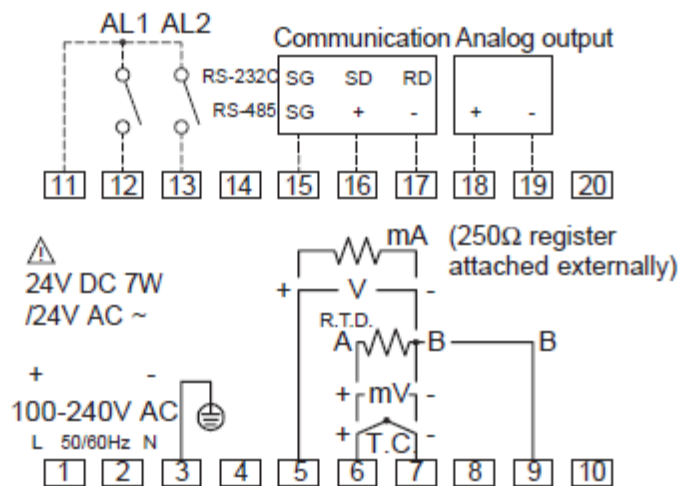 AL1 AL2
Communication Analog output
RS-232C SG SD RD
RS-485 SG + - + -
11 12 13 14 15 16 17 18 19 20
mA (250Ω register
attached externally)
24V DC 7W
/24V AC ~
+ V -
R.T.D.
A B B
+ -
+ mV -
100-240V AC
+ T.C. -
L 50/60Hz N
1 2 3 4 5 6 7 8 9 10